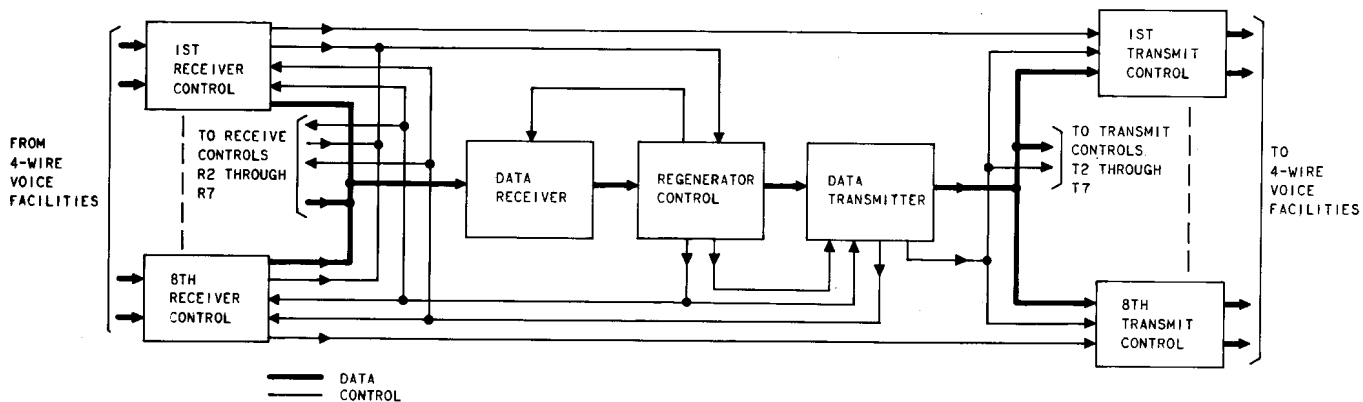 FROM
4-WIRE
VOICE
FACILITIES
1ST
RECEIVER
CONTROL
TO RECEIVE
CONTROLS
R2 THROUGH
R7
8TH
RECEIVER
CONTROL
DATA
RECEIVER
REGENERATOR
CONTROL
DATA
TRANSMITTER
1ST
TRANSMIT
CONTROL
TO TRANSMIT
CONTROLS
T2 THROUGH
T7
8TH
TRANSMIT
CONTROL
TO
4-WIRE
VOICE
FACILITIES
DATA
CONTROL